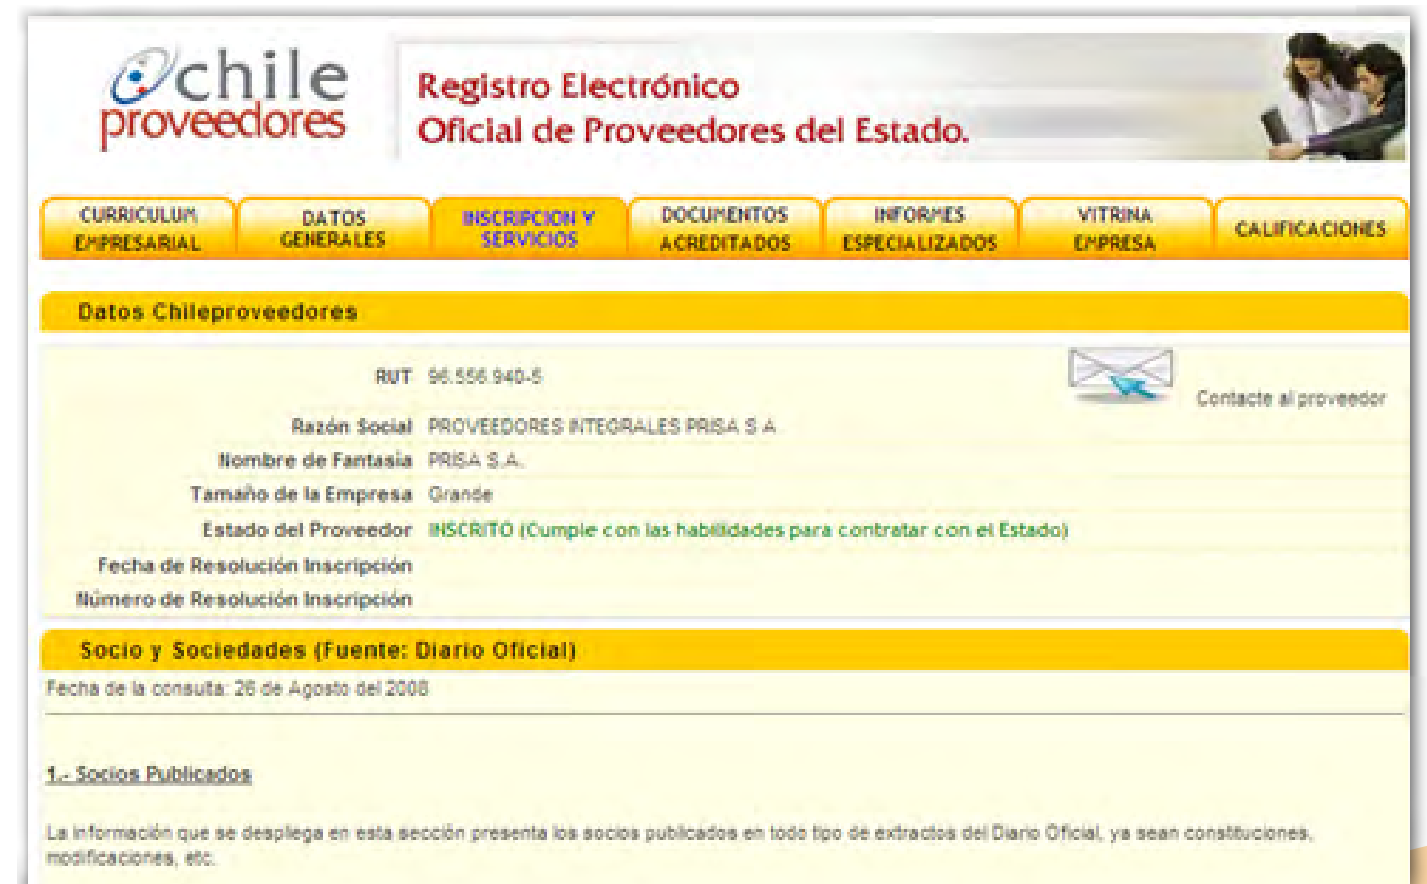 chile
proveedores
Registro Electrónico
Oficial de Proveedores del Estado.
CURRICULUM
EMPRESARIAL
DATOS
GENERALES
INSCRIPCION Y
SERVICIOS
DOCUMENTOS
ACREDITADOS
INFORMES
ESPECIALIZADOS
VITRINA
EMPRESA
CALIFICACIONES
Datos Chileproveedores
RUT 96.556.940-5
Contacte al proveedor
Razón Social PROVEEDORES INTEGRALES PRISA S.A
Nombre de Fantasia PRISA S.A.
Tamaño de la Empresa Grande
Estado del Proveedor INSCRITO (Cumple con las habilidades para contratar con el Estado)
Fecha de Resolución Inscripción
Número de Resolución Inscripción
Socio y Sociedades (Fuente: Diario Oficial)
Fecha de la consulta: 26 de Agosto del 2008
1.- Socios Publicados
La información que se despliega en esta sección presenta los socios publicados en todo tipo de extractos del Diario Oficial, ya sean constituciones,
modificaciones, etc.